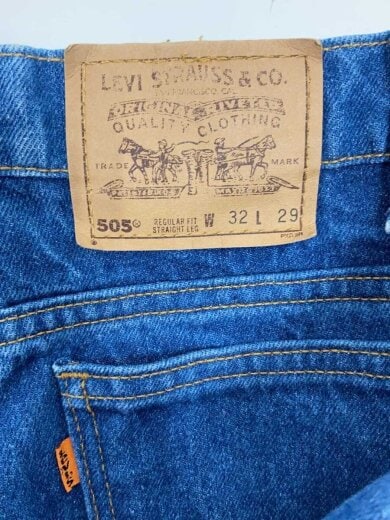 LEVI STRAUSS & CO.
SAN FRANCISCO, CAL.
ORIGINAL RIVETED
QUALITY CLOTHING
TRADE MARK
505® REGULAR FIT STRAIGHT LEG W 32 L 29
LEVI'S